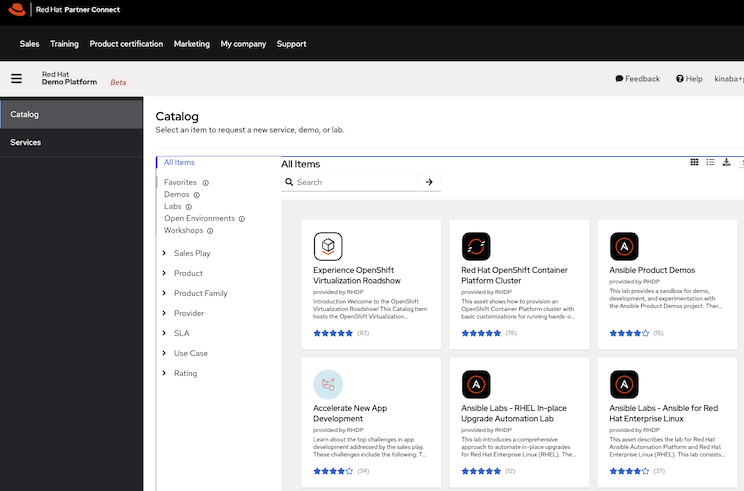 Red Hat Partner Connect
Sales Training Product certification Marketing My company Support
Red Hat
Demo Platform Beta
Feedback Help kinaba+
Catalog
Services
Catalog
Select an item to request a new service, demo, or lab.
All Items
Favorites
Demos
Labs
Open Environments
Workshops
Sales Play
Product
Product Family
Provider
SLA
Use Case
Rating
All Items
Search
Experience OpenShift
Virtualization Roadshow
provided by RHDP
Introduction Welcome to the OpenShift
Virtualization Roadshow! This Catalog Item
hosts the OpenShift Virtualization...
(83)
Red Hat OpenShift Container
Platform Cluster
provided by RHDP
This asset shows how to provision an
OpenShift Container Platform cluster with
basic customizations for running hands-o...
(76)
Ansible Product Demos
provided by RHDP
This lab provides a sandbox for demo,
development, and experimentation with
the Ansible Product Demos project. Ther...
(15)
Accelerate New App
Development
provided by RHDP
Learn about the top challenges in app
development addressed by the sales play.
These challenges include the following: T...
(34)
Ansible Labs - RHEL In-place
Upgrade Automation Lab
provided by RHDP
This lab introduces a comprehensive
approach to automate in-place upgrades
for Red Hat Enterprise Linux (RHEL). The...
(12)
Ansible Labs - Ansible for Red
Hat Enterprise Linux
provided by RHDP
This asset describes the lab for Red Hat
Ansible Automation Platform and Red Hat
Enterprise Linux (RHEL). This lab consists...
(37)